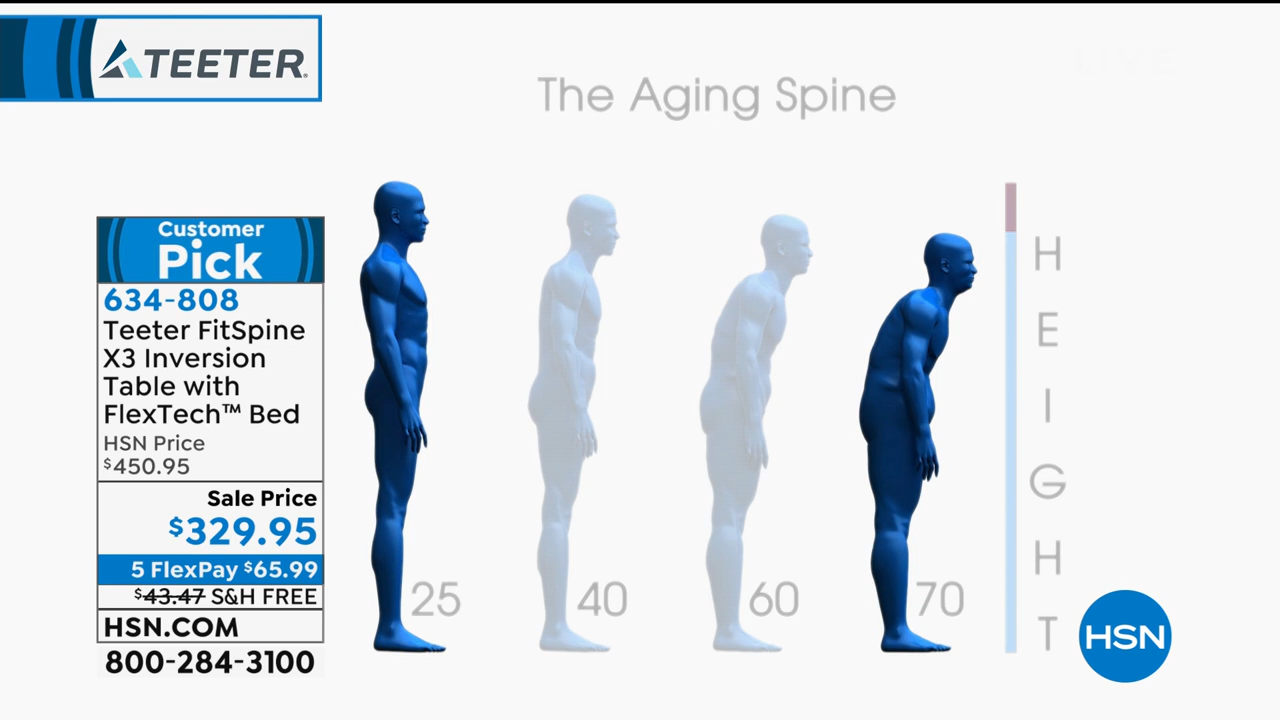 TEETER®
The Aging Spine
Customer
Pick
634-808
Teeter FitSpine
X3 Inversion
Table with
FlexTech™ Bed
HSN Price
$450.95
Sale Price
$329.95
5 FlexPay $65.99
$43.47 S&H FREE
HSN.COM
800-284-3100
25
40
60
70
HEIGHT
HSN
LIVE